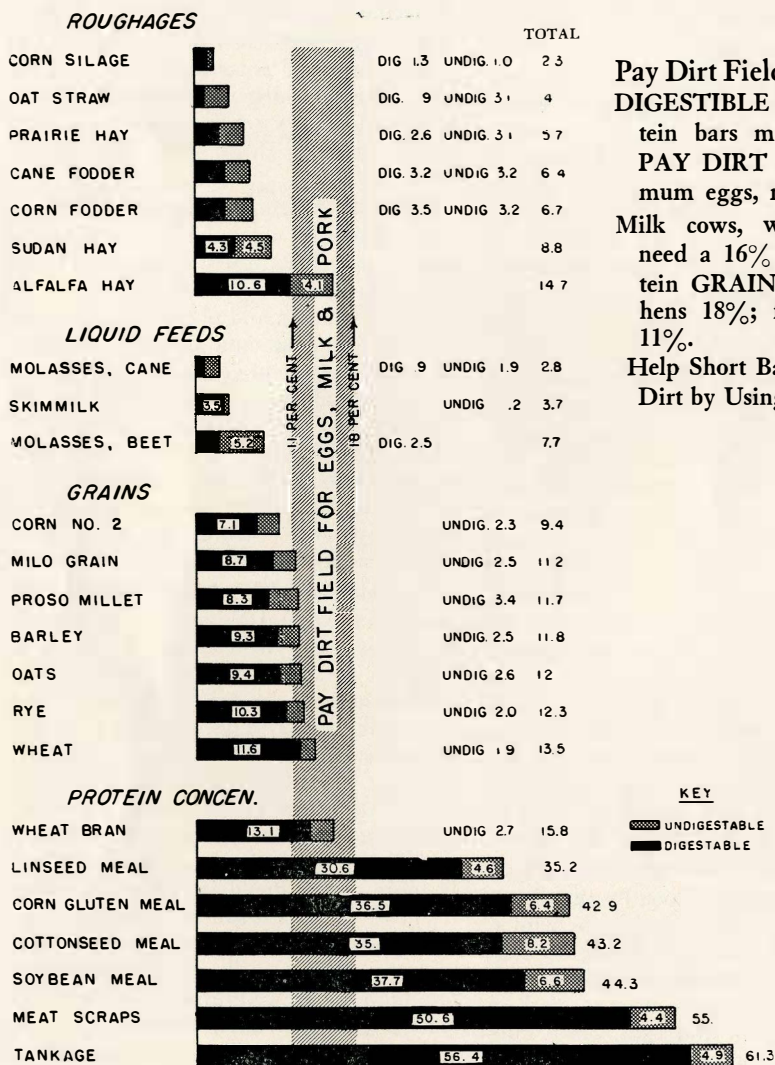 ROUGHAGES
TOTAL
CORN SILAGE DIG 1.3 UNDIG. 1.0 2 3
OAT STRAW DIG. 9 UNDIG 3 1 4
PRAIRIE HAY DIG. 2.6 UNDIG. 3 1 5 7
CANE FODDER DIG. 3.2 UNDIG 3.2 6 4
CORN FODDER DIG 3.5 UNDIG 3.2 6.7
SUDAN HAY 4.3 4.5 8.8
ALFALFA HAY 10.6 4.1 14 7
LIQUID FEEDS
MOLASSES, CANE DIG .9 UNDIG 1.9 2.8
SKIMMILK 3.5 UNDIG .2 3.7
MOLASSES, BEET 5.2 DIG. 2.5 7.7
11 PER CENT
PAY DIRT FIELD FOR EGGS, MILK & PORK
18 PER CENT
GRAINS
CORN NO. 2 7.1 UNDIG. 2.3 9.4
MILO GRAIN 8.7 UNDIG 2.5 11 2
PROSO MILLET 8.3 UNDIG 3.4 11.7
BARLEY 9.3 UNDIG. 2.5 11.8
OATS 9.4 UNDIG 2.6 12
RYE 10.3 UNDIG 2.0 12.3
WHEAT 11.6 UNDIG 1 9 13.5
PROTEIN CONCEN.
WHEAT BRAN 13.1 UNDIG 2.7 15.8
LINSEED MEAL 30.6 4.6 35.2
CORN GLUTEN MEAL 36.5 6.4 42 9
COTTONSEED MEAL 35. 8.2 43.2
SOYBEAN MEAL 37.7 6.6 44.3
MEAT SCRAPS 50.6 4.4 55.
TANKAGE 56.4 4.9 61.3
KEY
UNDIGESTABLE
DIGESTABLE
Pay Dirt Field
DIGESTIBLE
tein bars m
PAY DIRT
mum eggs,
Milk cows, w
need a 16%
tein GRAIN
hens 18%;
11%.
Help Short Ba
Dirt by Using